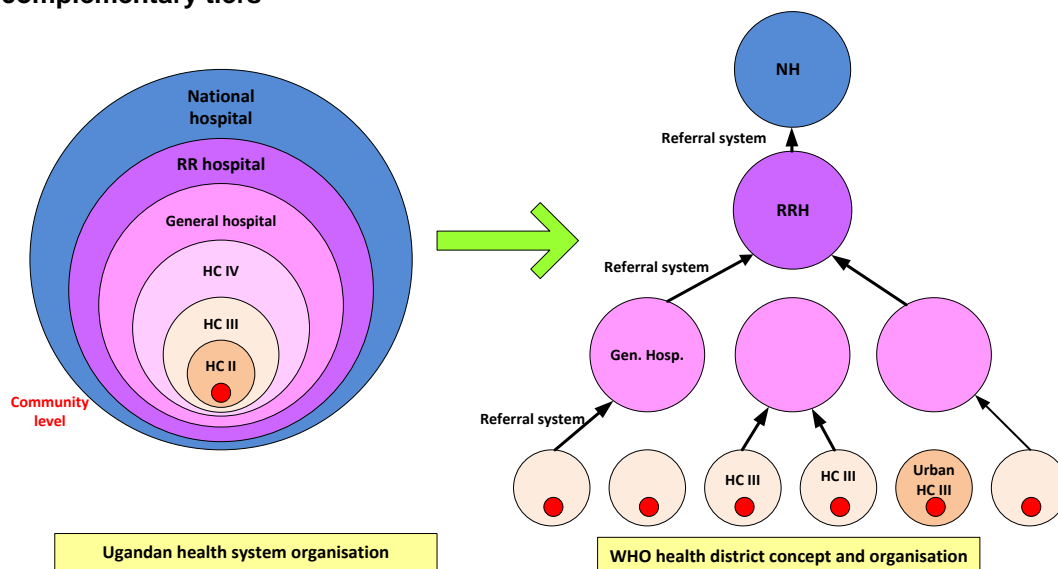 complementary tiers
National
hospital
RR hospital
General hospital
HC IV
HC III
HC II
Community
level
NH
Referral system
RRH
Referral system
Gen. Hosp.
Referral system
HC III
HC III
Urban
HC III
Ugandan health system organisation
WHO health district concept and organisation